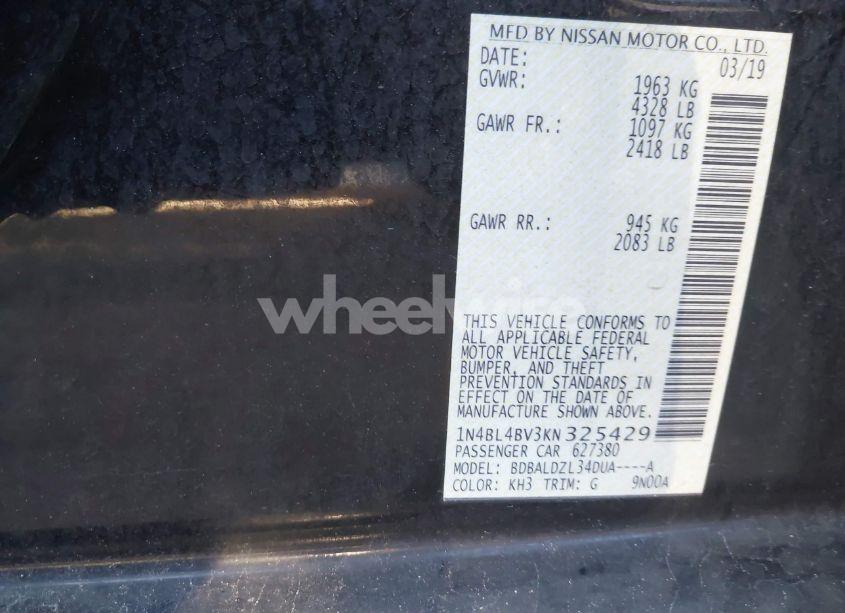 MFD BY NISSAN MOTOR CO., LTD.
DATE: 03/19
GVWR: 1963 KG
4328 LB
GAWR FR.: 1097 KG
2418 LB
GAWR RR.: 945 KG
2083 LB
wheelwire
THIS VEHICLE CONFORMS TO
ALL APPLICABLE FEDERAL
MOTOR VEHICLE SAFETY,
BUMPER, AND THEFT
PREVENTION STANDARDS IN
EFFECT ON THE DATE OF
MANUFACTURE SHOWN ABOVE.
1N4BL4BV3KN325429
PASSENGER CAR 627380
MODEL: BDBALDZL34DUA----A
COLOR: KH3 TRIM: G 9N00A